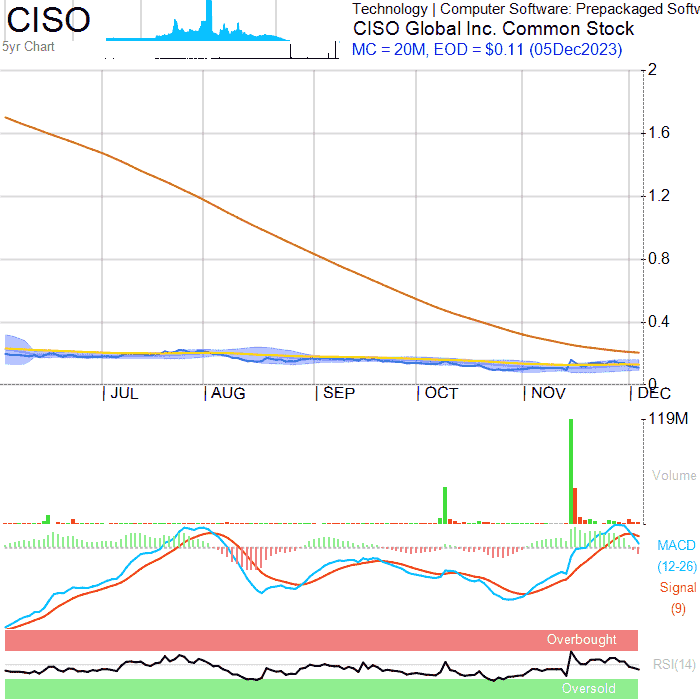 CISO
Technology | Computer Software: Prepackaged Softw
CISO Global Inc. Common Stock
5yr Chart
MC = 20M, EOD = $0.11 (05Dec2023)
2
1.6
1.2
0.8
0.4
0
JUL AUG SEP OCT NOV DEC
119M
Volume
MACD
(12-26)
Signal
(9)
Overbought
RSI(14)
Oversold